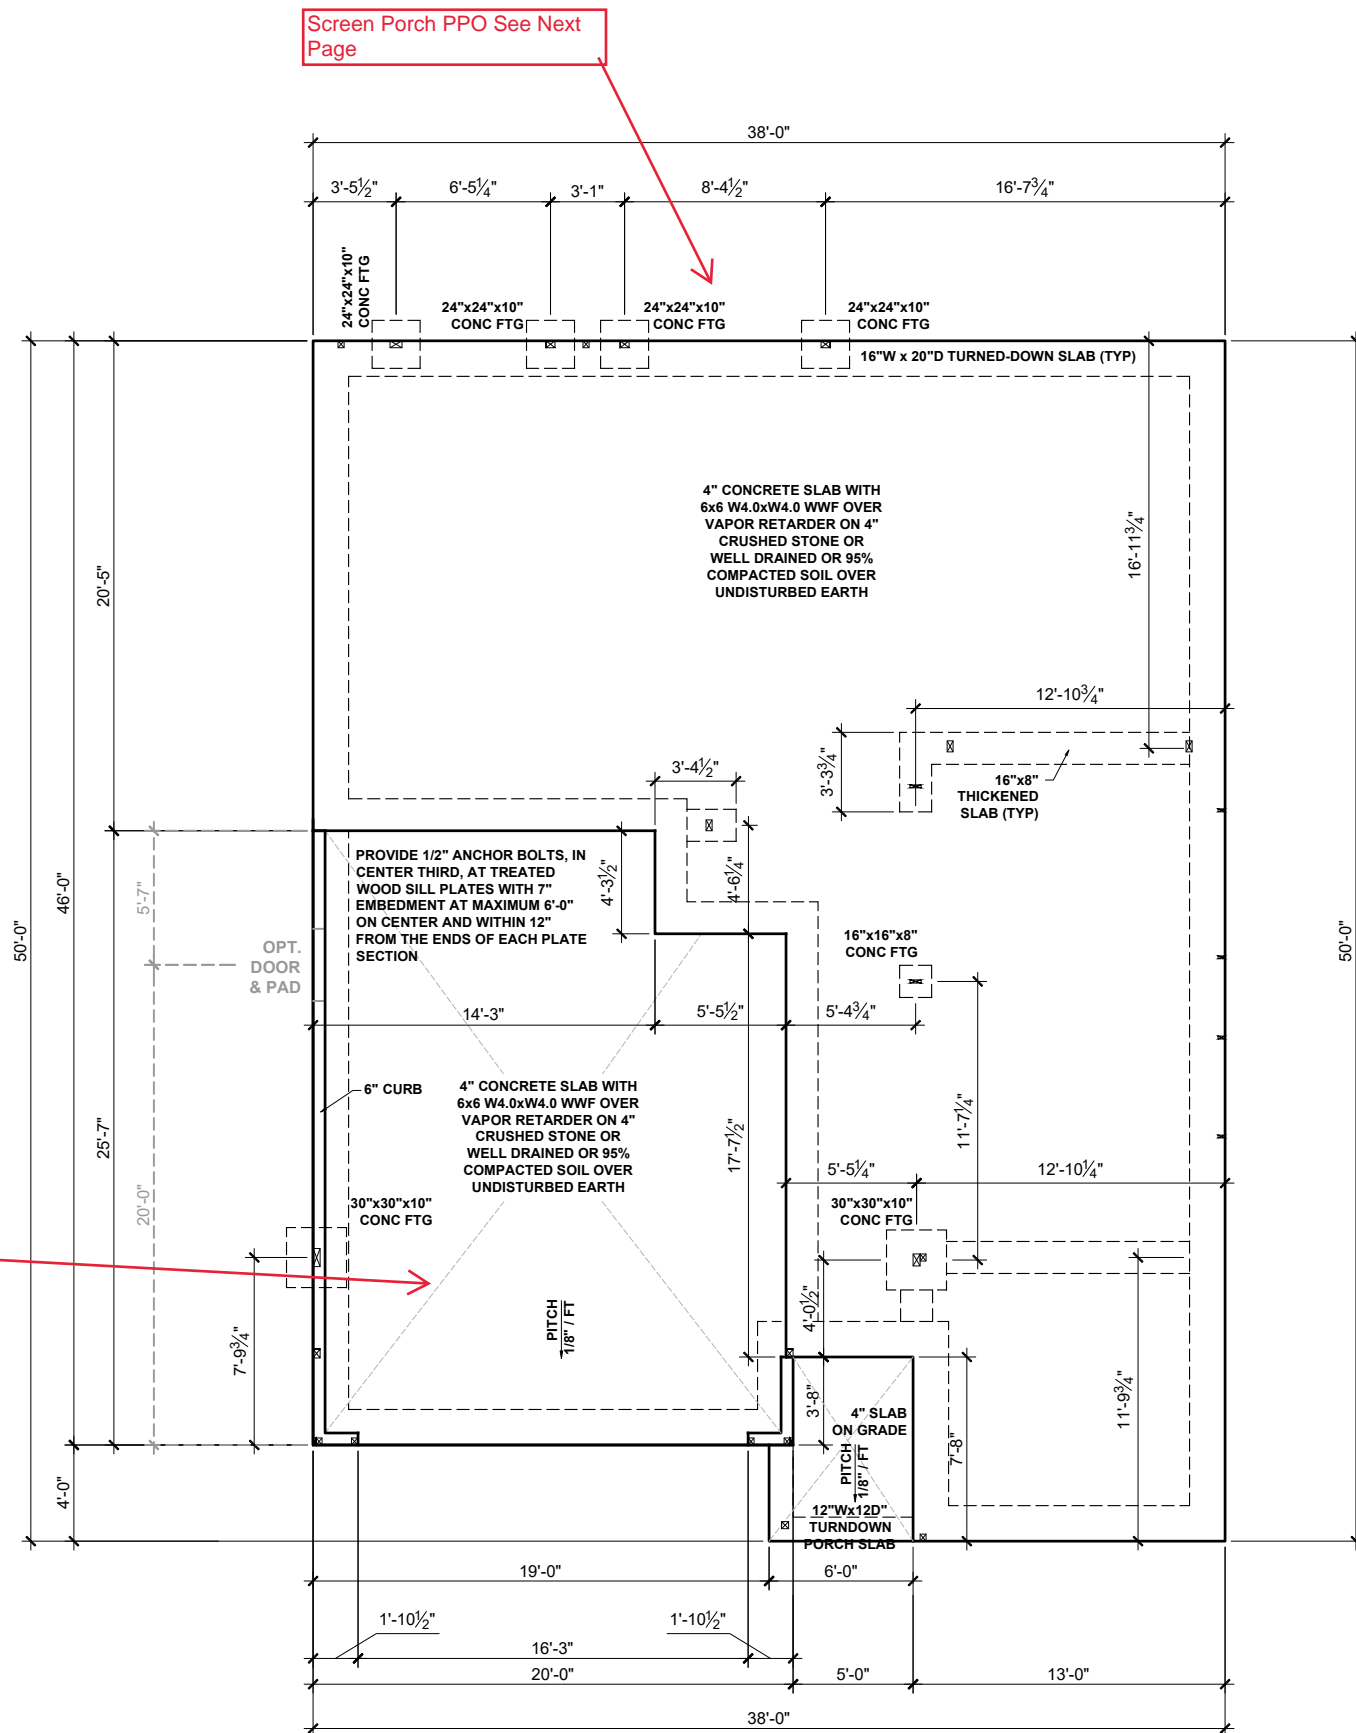 Screen Porch PPO See Next
Page
38'-0"
3'-5½"
6'-5¼"
3'-1"
8'-4½"
16'-7¾"
24"x24"x10"
CONC FTG
24"x24"x10"
CONC FTG
24"x24"x10"
CONC FTG
24"x24"x10"
CONC FTG
16"W x 20"D TURNED-DOWN SLAB (TYP)
4" CONCRETE SLAB WITH
6x6 W4.0xW4.0 WWF OVER
VAPOR RETARDER ON 4"
CRUSHED STONE OR
WELL DRAINED OR 95%
COMPACTED SOIL OVER
UNDISTURBED EARTH
16'-11¾"
20'-5"
12'-10¾"
3'-3¾"
16"x8"
THICKENED
SLAB (TYP)
3'-4½"
4'-3½"
4'-6¼"
PROVIDE 1/2" ANCHOR BOLTS, IN
CENTER THIRD, AT TREATED
WOOD SILL PLATES WITH 7"
EMBEDMENT AT MAXIMUM 6'-0"
ON CENTER AND WITHIN 12"
FROM THE ENDS OF EACH PLATE
SECTION
50'-0"
46'-0"
5'-7"
OPT.
DOOR
& PAD
16"x16"x8"
CONC FTG
50'-0"
14'-3"
5'-5½"
5'-4¾"
6" CURB
4" CONCRETE SLAB WITH
6x6 W4.0xW4.0 WWF OVER
VAPOR RETARDER ON 4"
CRUSHED STONE OR
WELL DRAINED OR 95%
COMPACTED SOIL OVER
UNDISTURBED EARTH
25'-7"
20'-0"
17'-7½"
11'-7¼"
5'-5¼"
12'-10¼"
30"x30"x10"
CONC FTG
30"x30"x10"
CONC FTG
7'-9¾"
PITCH
1/8" / FT
4'-0½"
3'-8"
4" SLAB
ON GRADE
PITCH
1/8" / FT
7'-8"
11'-9¾"
4'-0"
12"Wx12D"
TURNDOWN
PORCH SLAB
19'-0"
6'-0"
1'-10½"
1'-10½"
16'-3"
20'-0"
5'-0"
13'-0"
38'-0"